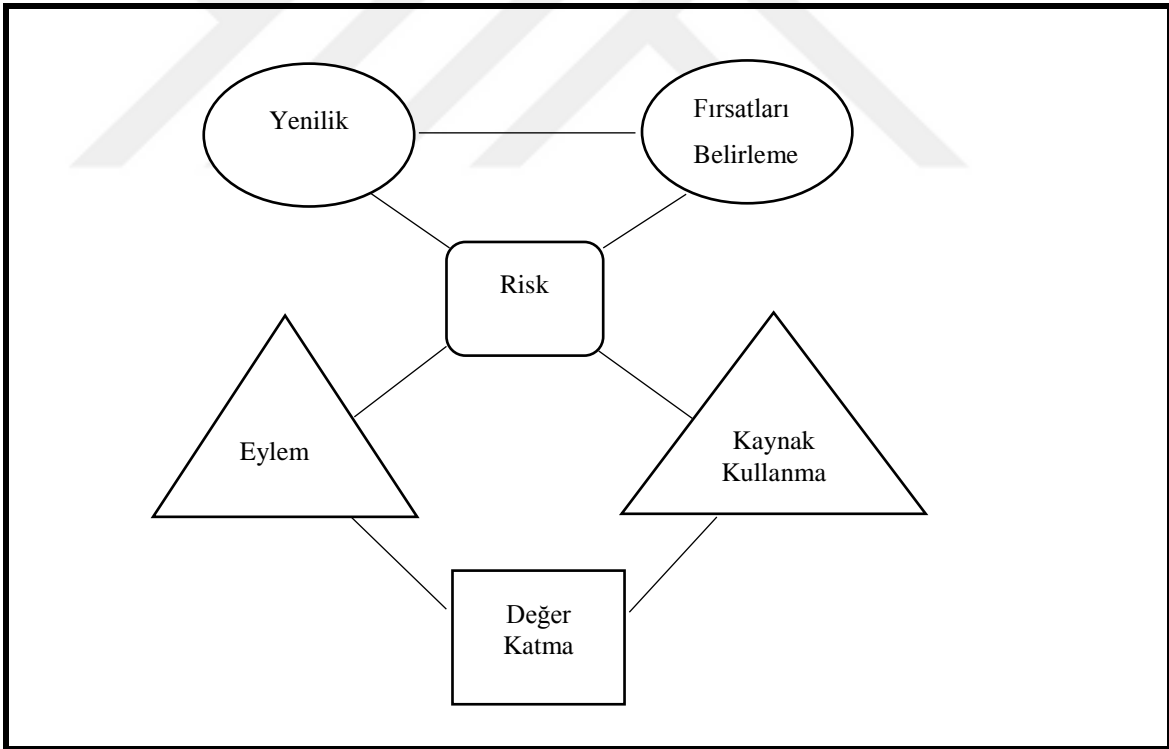 Yenilik
Fırsatları
Belirleme
Risk
Eylem
Kaynak
Kullanma
Değer
Katma